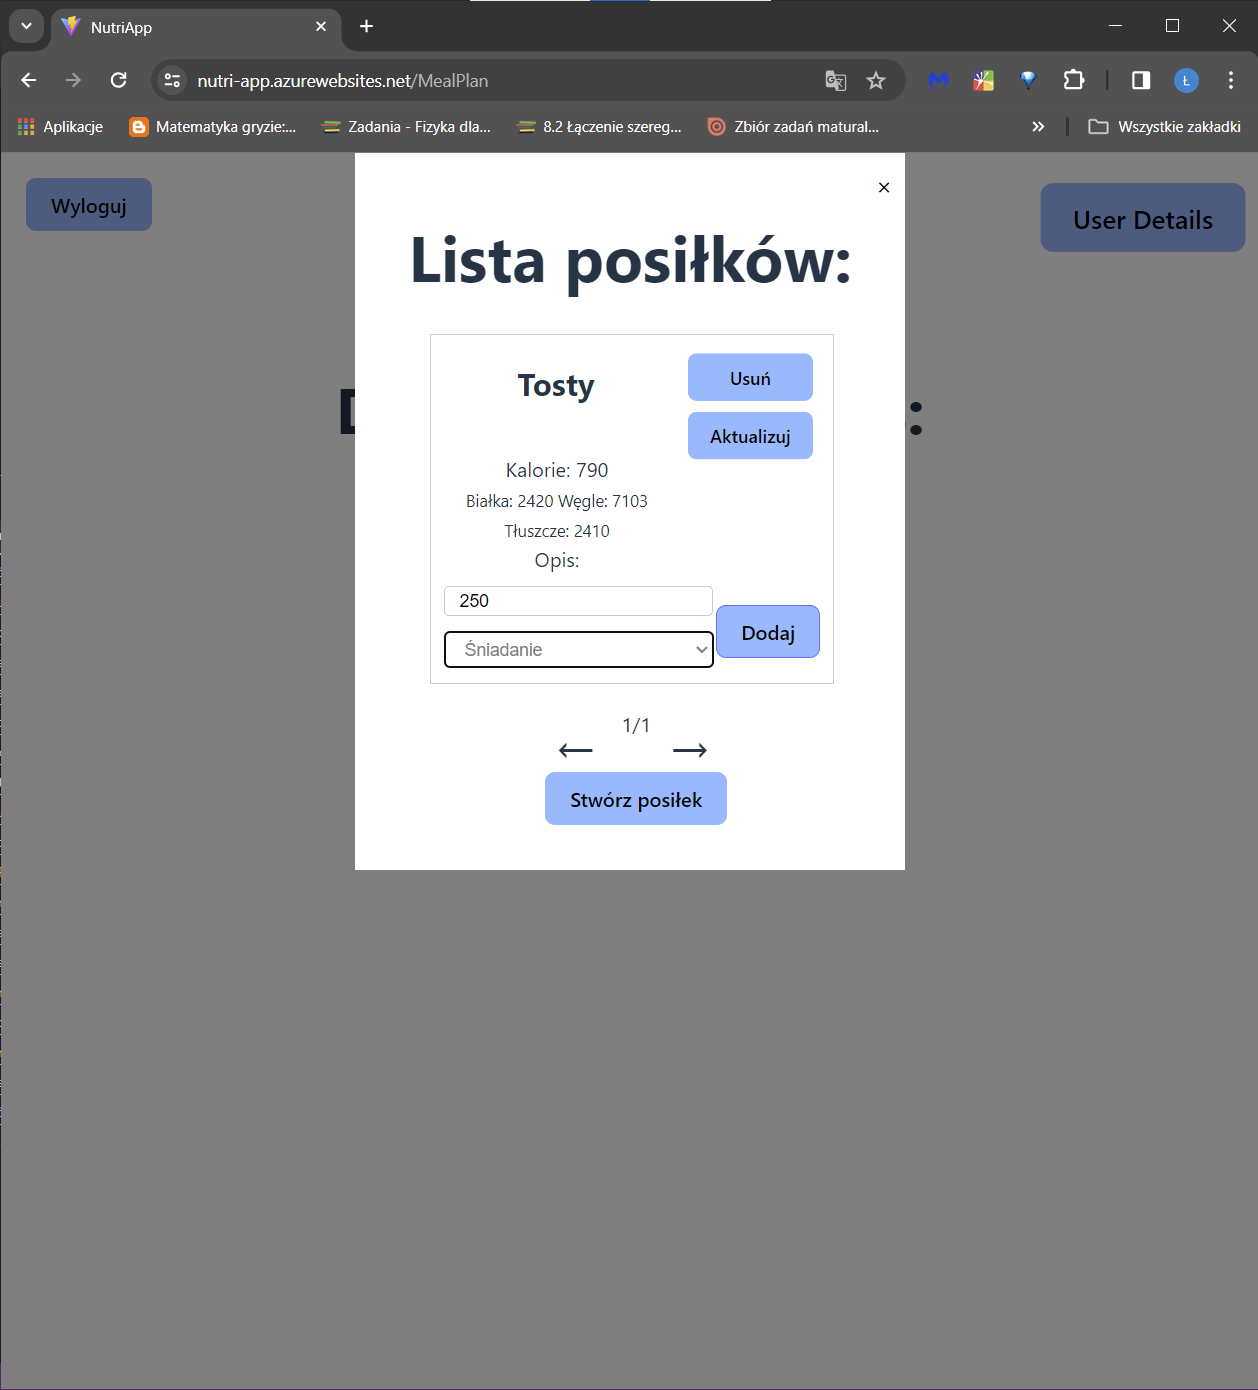 NutriApp
nutri-app.azurewebsites.net/MealPlan
Ł
Aplikacje
Matematyka gryzie:...
Zadania - Fizyka dla...
8.2 Łączenie szereg...
Zbiór zadań matural...
Wszystkie zakładki
Wyloguj
User Details
Lista posiłków:
Tosty
Usuń
Aktualizuj
Kalorie: 790
Białka: 2420 Węgle: 7103
Tłuszcze: 2410
Opis:
250
Śniadanie
Dodaj
1/1
Stwórz posiłek